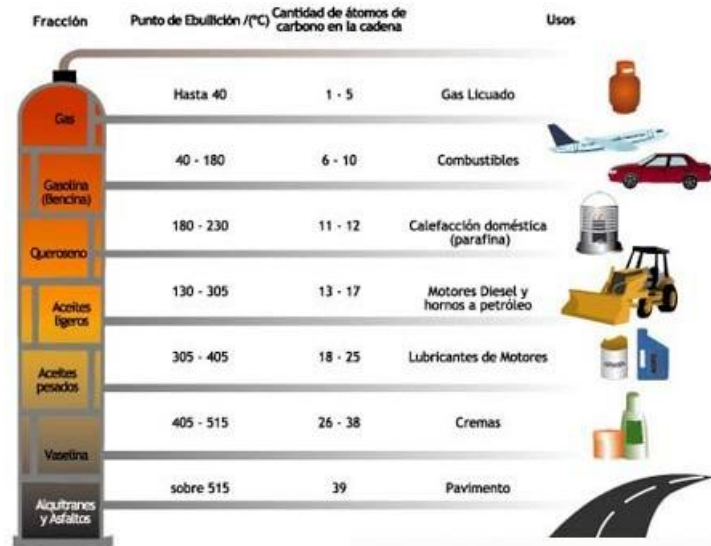 Fracción
Punto de Ebullición /(°C)
Cantidad de átomos de
carbono en la cadena
Usos
Gas
Hasta 40
1 - 5
Gas Licuado
Gasolina
(Bencina)
40 - 180
6 - 10
Combustibles
Queroseno
180 - 230
11 - 12
Calefacción doméstica
(parafina)
Aceites
ligeros
130 - 305
13 - 17
Motores Diesel y
hornos a petróleo
Aceites
pesados
305 - 405
18 - 25
Lubricantes de Motores
Vaselina
405 - 515
26 - 38
Cremas
Alquitranes
y Asfaltos
sobre 515
39
Pavimento